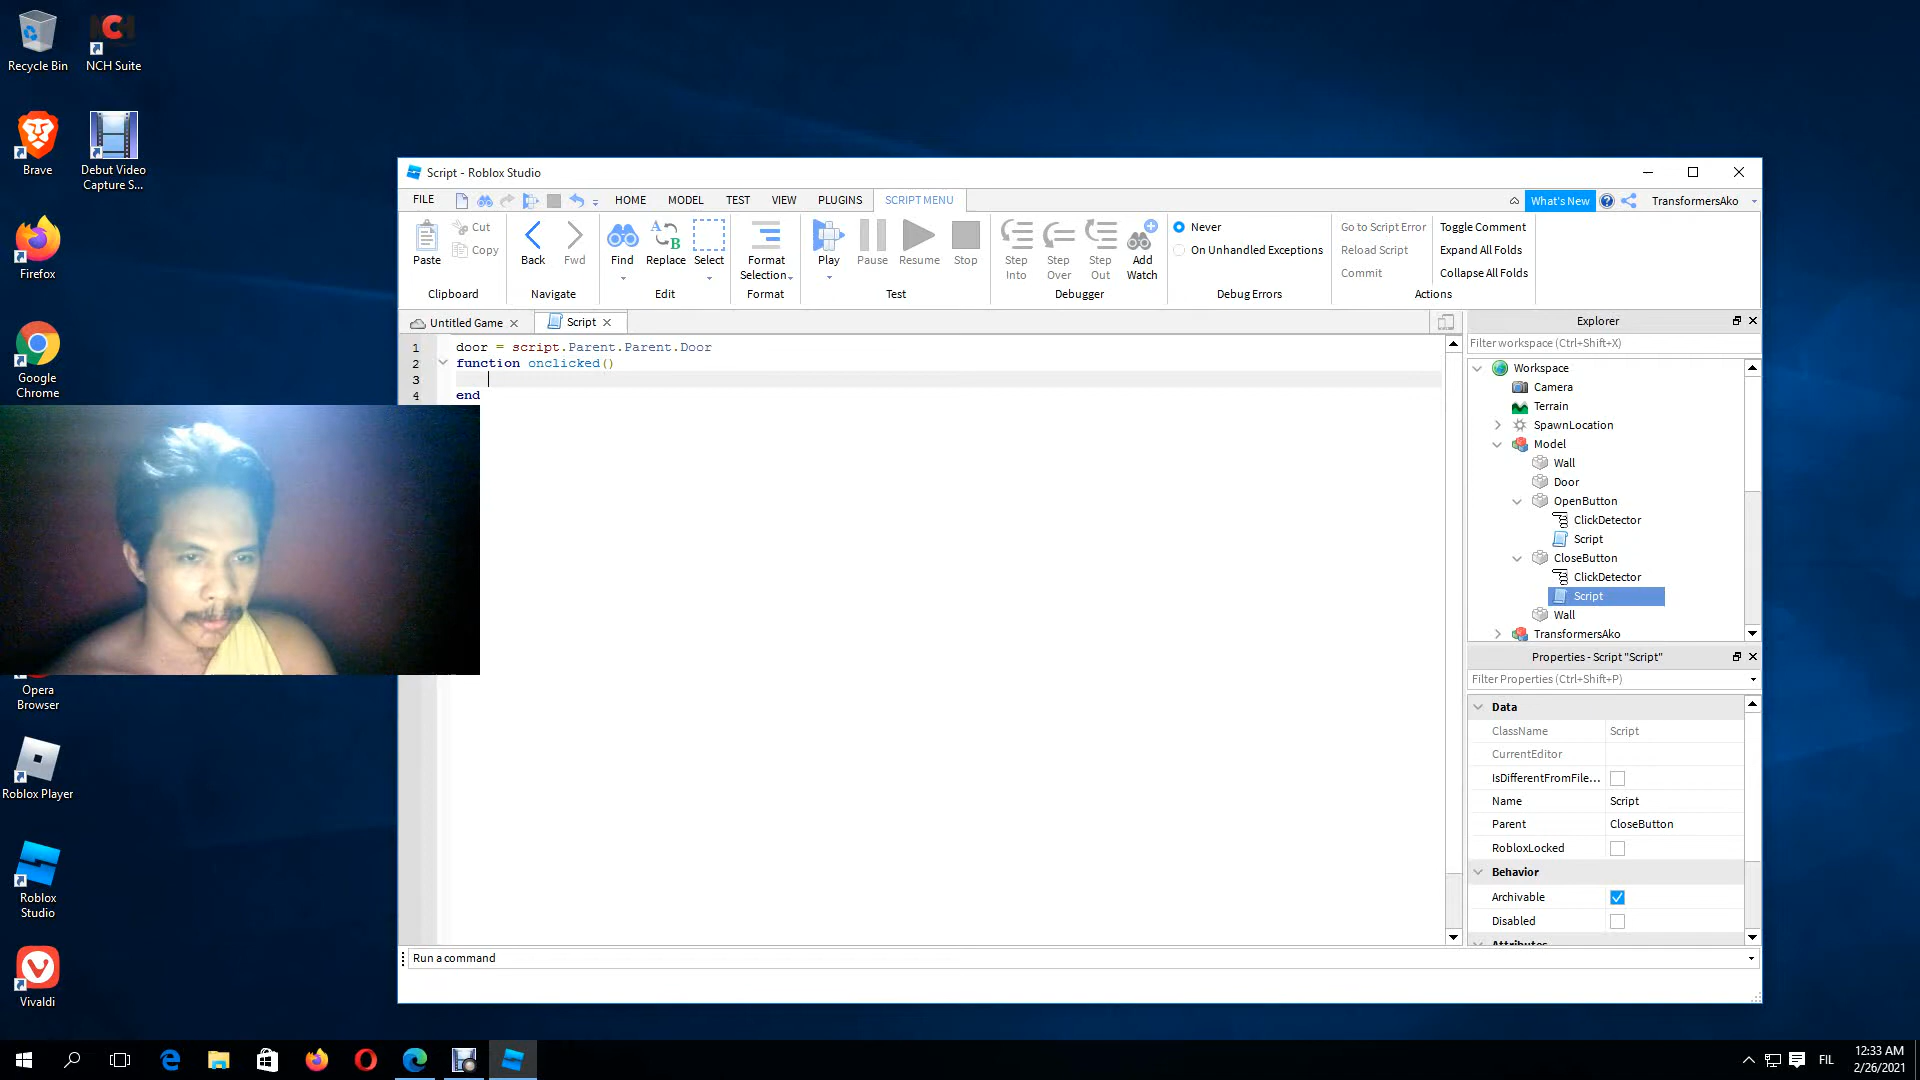 Recycle Bin
NCH Suite
Brave
Debut Video
Capture S...
Firefox
Google
Chrome
Opera
Browser
Roblox Player
Roblox
Studio
Vivaldi
Script - Roblox Studio
FILE
HOME
MODEL
TEST
VIEW
PLUGINS
SCRIPT MENU
What's New
TransformersAko
Paste
Cut
Copy
Clipboard
Back
Fwd
Navigate
Find
Replace
Select
Edit
Format
Selection
Format
Play
Pause
Resume
Stop
Test
Step
Into
Step
Over
Step
Out
Add
Watch
Debugger
Never
On Unhandled Exceptions
Debug Errors
Go to Script Error
Reload Script
Commit
Toggle Comment
Expand All Folds
Collapse All Folds
Actions
Untitled Game
Script
1 door = script.Parent.Parent.Door
2 function onclicked()
3
4 end
Explorer
Filter workspace (Ctrl+Shift+X)
Workspace
Camera
Terrain
SpawnLocation
Model
Wall
Door
OpenButton
ClickDetector
Script
CloseButton
ClickDetector
Script
Wall
TransformersAko
Properties - Script "Script"
Filter Properties (Ctrl+Shift+P)
Data
ClassName Script
CurrentEditor
IsDifferentFromFile...
Name Script
Parent CloseButton
RobloxLocked
Behavior
Archivable
Disabled
Attributes
Run a command
FIL
12:33 AM
2/26/2021